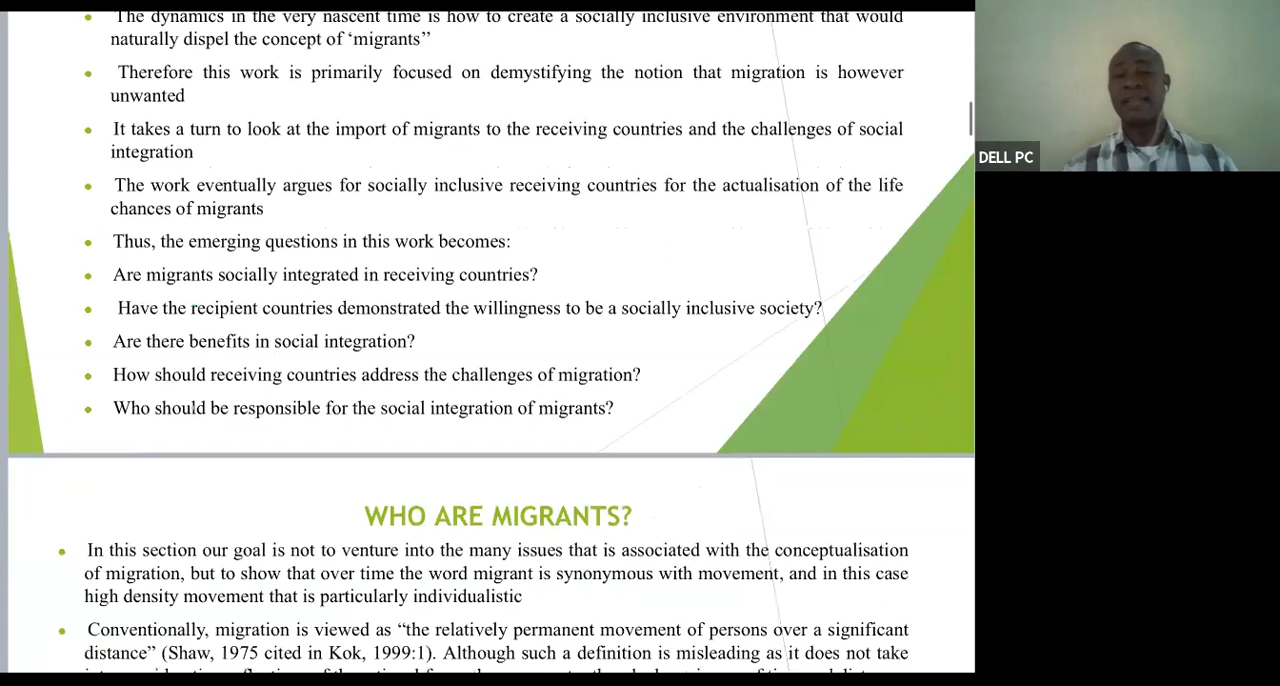 The dynamics in the very nascent time is how to create a socially inclusive environment that would
naturally dispel the concept of ‘migrants”
Therefore this work is primarily focused on demystifying the notion that migration is however
unwanted
It takes a turn to look at the import of migrants to the receiving countries and the challenges of social
integration
The work eventually argues for socially inclusive receiving countries for the actualisation of the life
chances of migrants
Thus, the emerging questions in this work becomes:
Are migrants socially integrated in receiving countries?
Have the recipient countries demonstrated the willingness to be a socially inclusive society?
Are there benefits in social integration?
How should receiving countries address the challenges of migration?
Who should be responsible for the social integration of migrants?
WHO ARE MIGRANTS?
In this section our goal is not to venture into the many issues that is associated with the conceptualisation
of migration, but to show that over time the word migrant is synonymous with movement, and in this case
high density movement that is particularly individualistic
Conventionally, migration is viewed as “the relatively permanent movement of persons over a significant
distance” (Shaw, 1975 cited in Kok, 1999:1). Although such a definition is misleading as it does not take
DELL PC